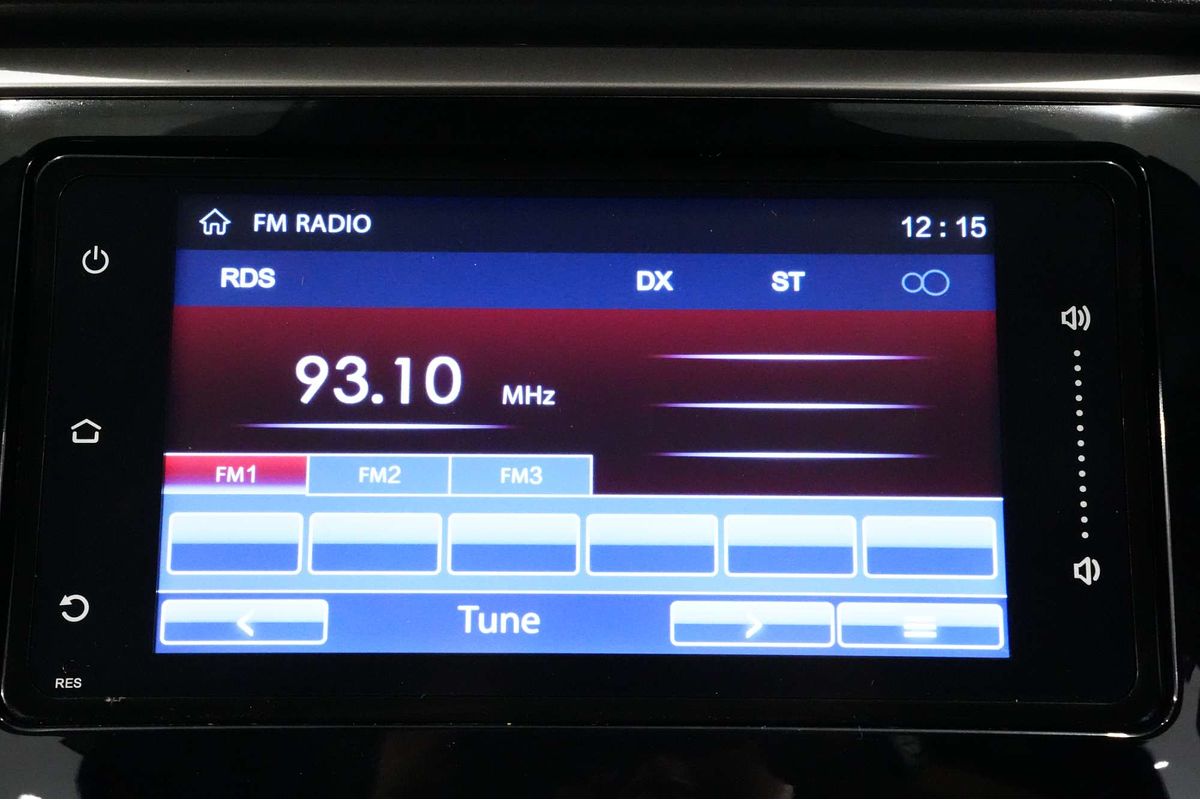 FM RADIO 12:15
RDS DX ST
93.10 MHz
FM1 FM2 FM3
< Tune >
RES